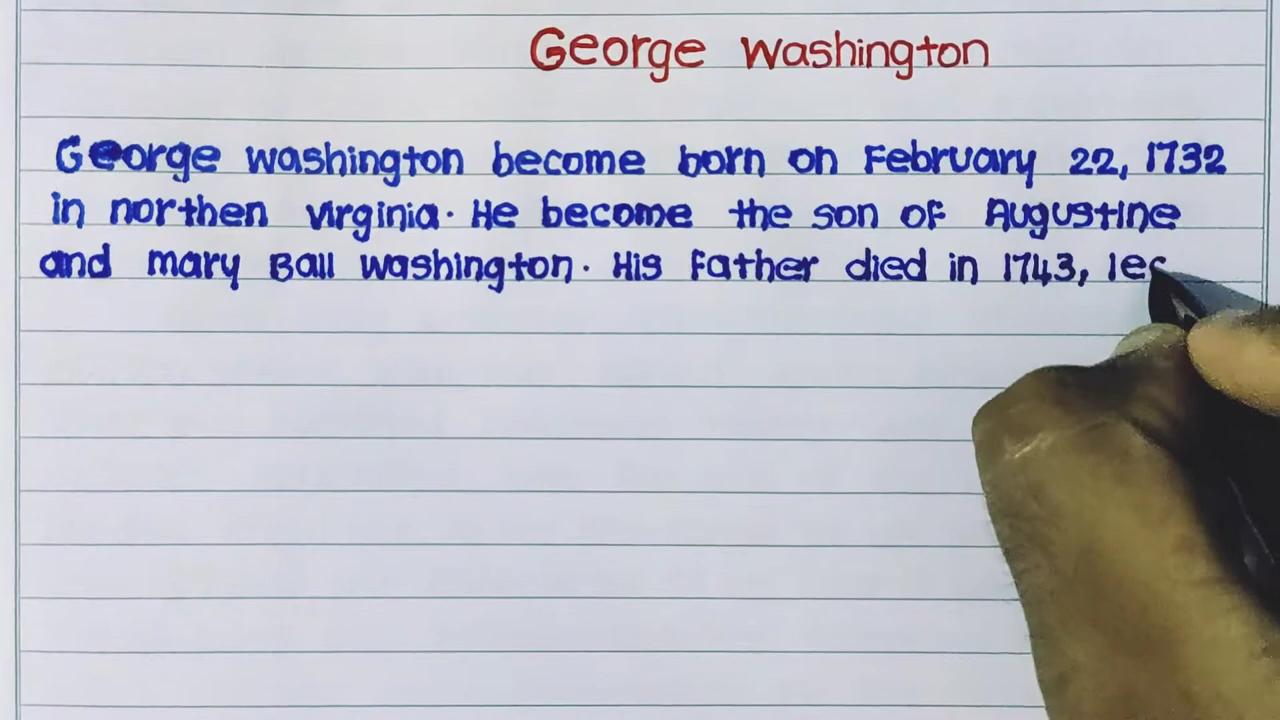 George Washington
George washington become born on February 22, 1732
in northen virginia. He become the son of Augustine
and mary Ball washington. His father died in 1743,